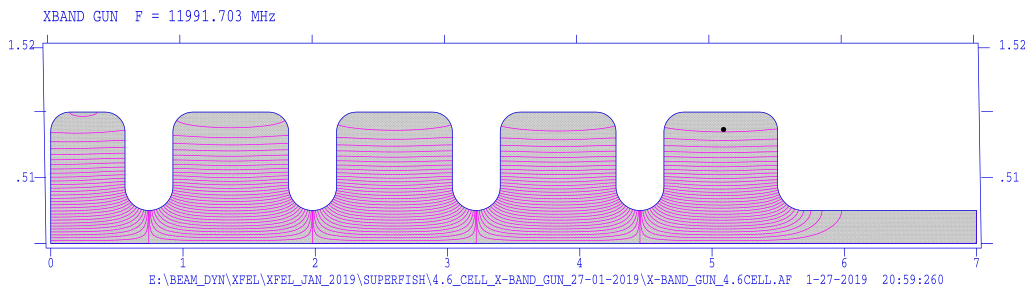 XBAND GUN F = 11991.703 MHz
1.52 1.52
.51 .51
0 1 2 3 4 5 6 7
E:\BEAM_DYN\XFEL\XFEL_JAN_2019\SUPERFISH\4.6_CELL_X-BAND_GUN_27-01-2019\X-BAND_GUN_4.6CELL.AF 1-27-2019 20:59:260